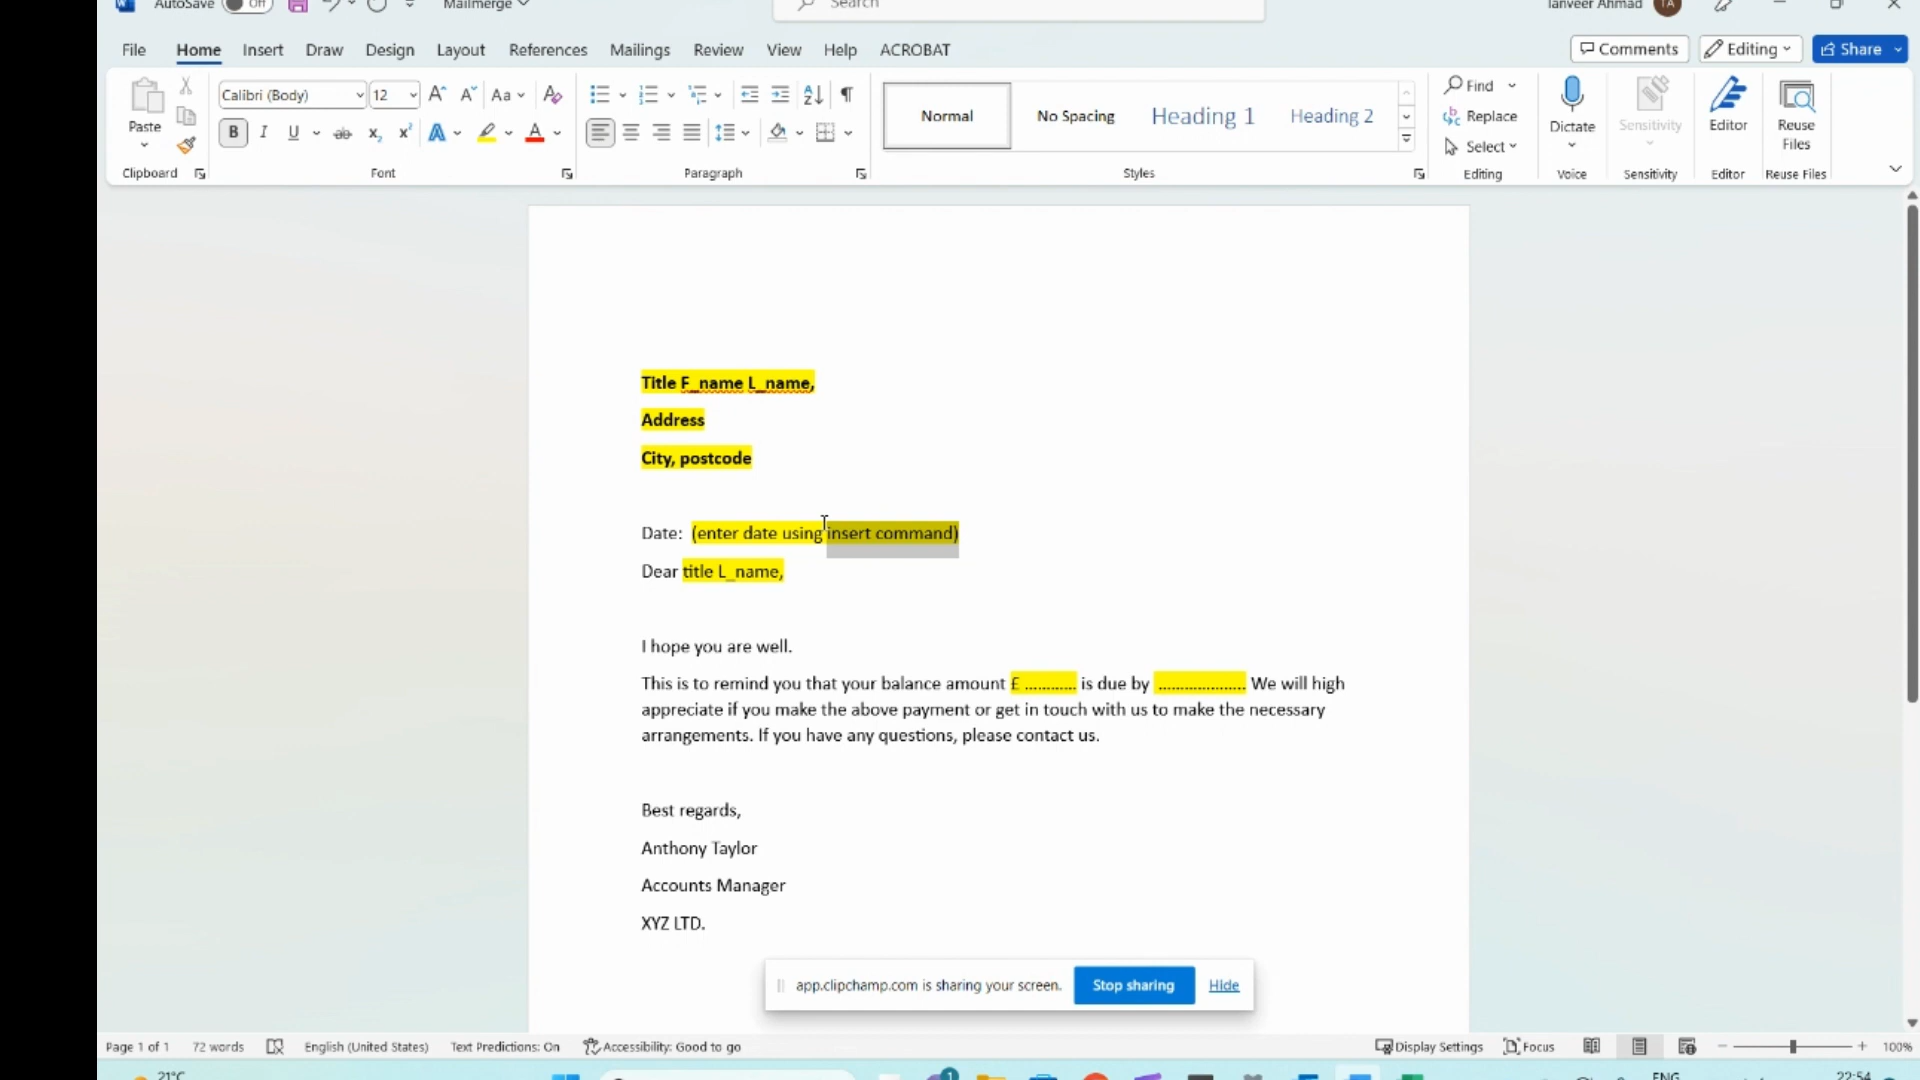 AutoSave Off Mailmerge Search Tanveer Ahmad TA
File Home Insert Draw Design Layout References Mailings Review View Help ACROBAT Comments Editing Share
Paste Calibri (Body) 12 Aa Normal No Spacing Heading 1 Heading 2 Find Replace Select Dictate Sensitivity Editor Reuse Files
Clipboard Font Paragraph Styles Editing Voice Sensitivity Editor Reuse Files
Title F_name L_name,
Address
City, postcode
Date: (enter date using insert command)
Dear title L_name,
I hope you are well.
This is to remind you that your balance amount £ ............ is due by .................... We will high
appreciate if you make the above payment or get in touch with us to make the necessary
arrangements. If you have any questions, please contact us.
Best regards,
Anthony Taylor
Accounts Manager
XYZ LTD.
app.clipchamp.com is sharing your screen. Stop sharing Hide
Page 1 of 1 72 words English (United States) Text Predictions: On Accessibility: Good to go Display Settings Focus 100%
21°C ENG 22:54